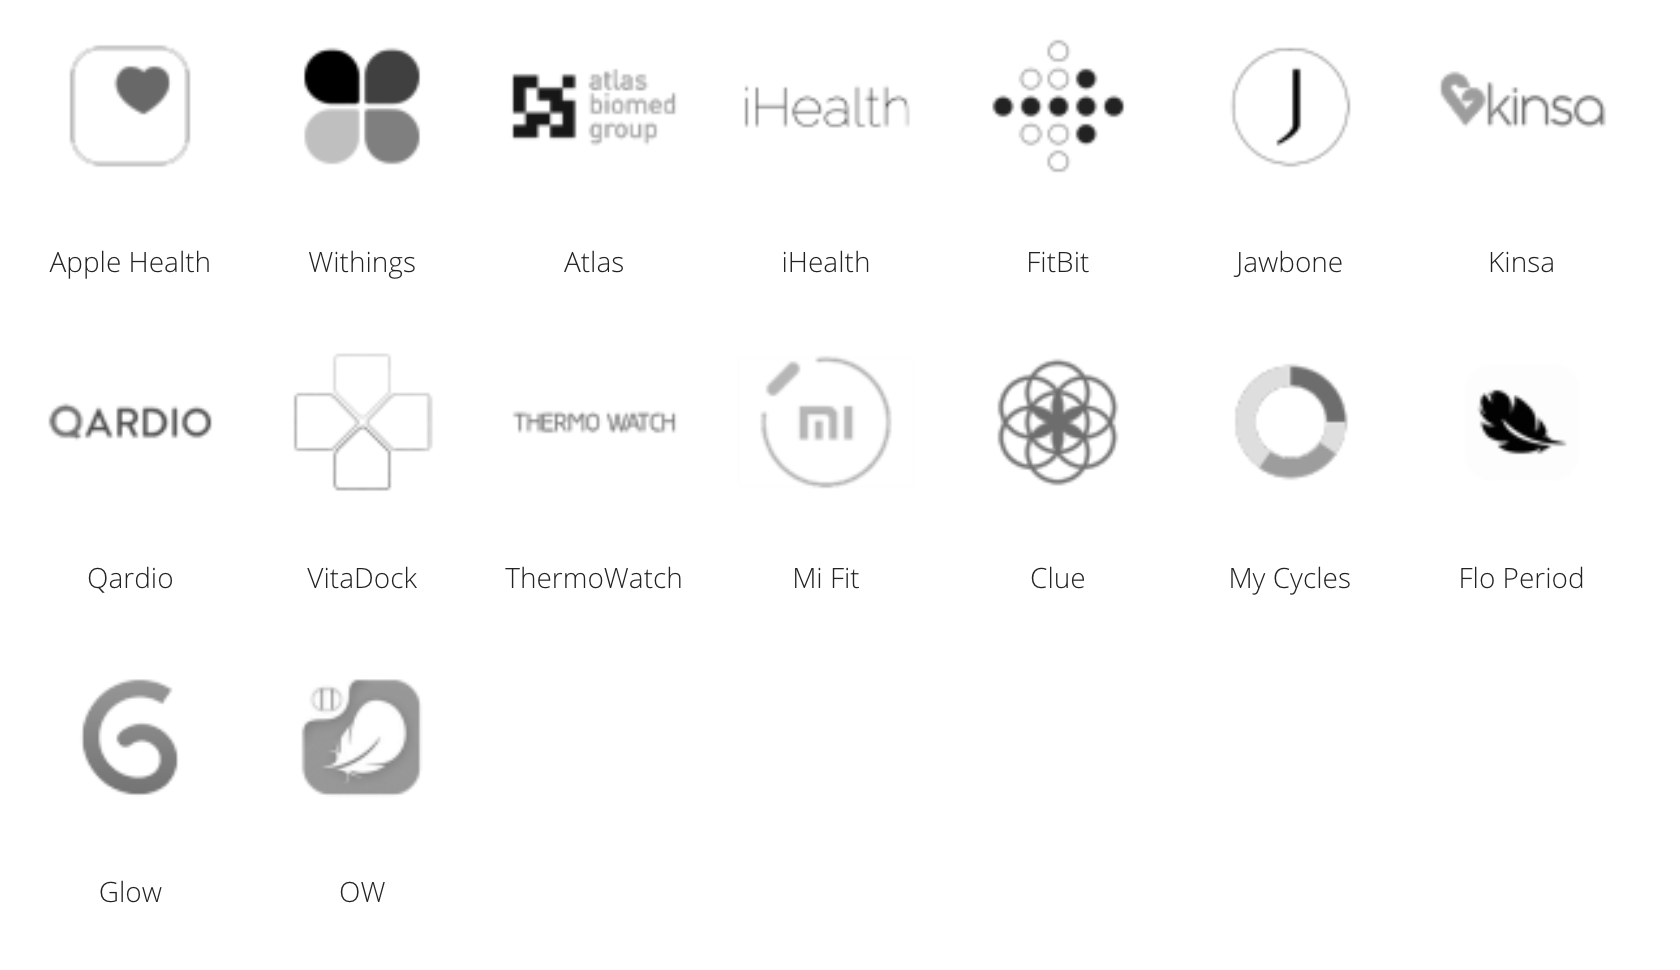 atlas
biomed
group
iHealth
J
kinsa
Apple Health
Withings
Atlas
iHealth
FitBit
Jawbone
Kinsa
QARDIO
THERMO WATCH
mi
Qardio
VitaDock
ThermoWatch
Mi Fit
Clue
My Cycles
Flo Period
Glow
OW